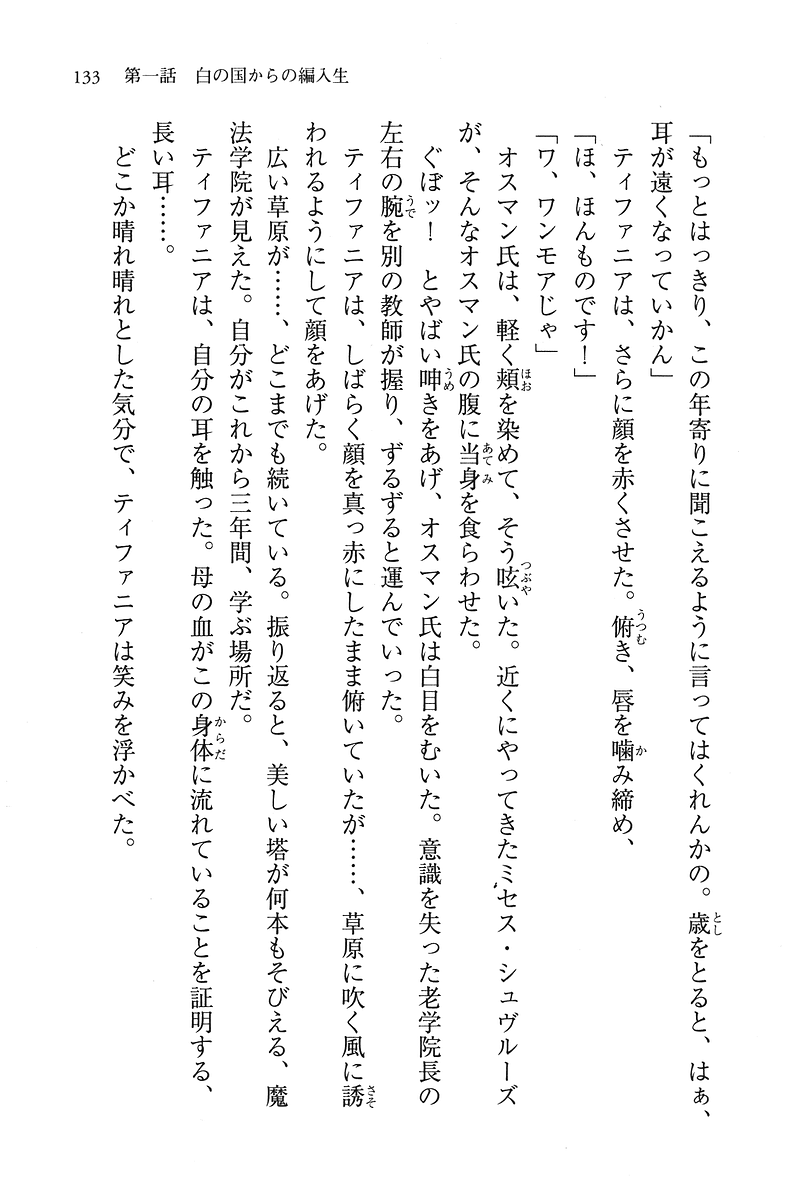 133　第一話　白の国からの編入生
「もっとはっきり、この年寄りに聞こえるように言ってはくれんかの。歳をとると、はぁ、
耳が遠くなっていかん」
　ティファニアは、さらに顔を赤くさせた。俯き、唇を噛み締め、
「ほ、ほんものです！」
「ワ、ワンモアじゃ」
　オスマン氏は、軽く頬を染めて、そう呟いた。近くにやってきたミセス・シュヴルーズ
が、そんなオスマン氏の腹に当身を食らわせた。
　ぐぼッ！　とやばい呻きをあげ、オスマン氏は白目をむいた。意識を失った老学院長の
左右の腕を別の教師が握り、ずるずると運んでいった。
　ティファニアは、しばらく顔を真っ赤にしたまま俯いていたが……、草原に吹く風に誘
われるようにして顔をあげた。
　広い草原が……、どこまでも続いている。振り返ると、美しい塔が何本もそびえる、魔
法学院が見えた。自分がこれから三年間、学ぶ場所だ。
　ティファニアは、自分の耳を触った。母の血がこの身体に流れていることを証明する、
長い耳……。
　どこか晴れ晴れとした気分で、ティファニアは笑みを浮かべた。